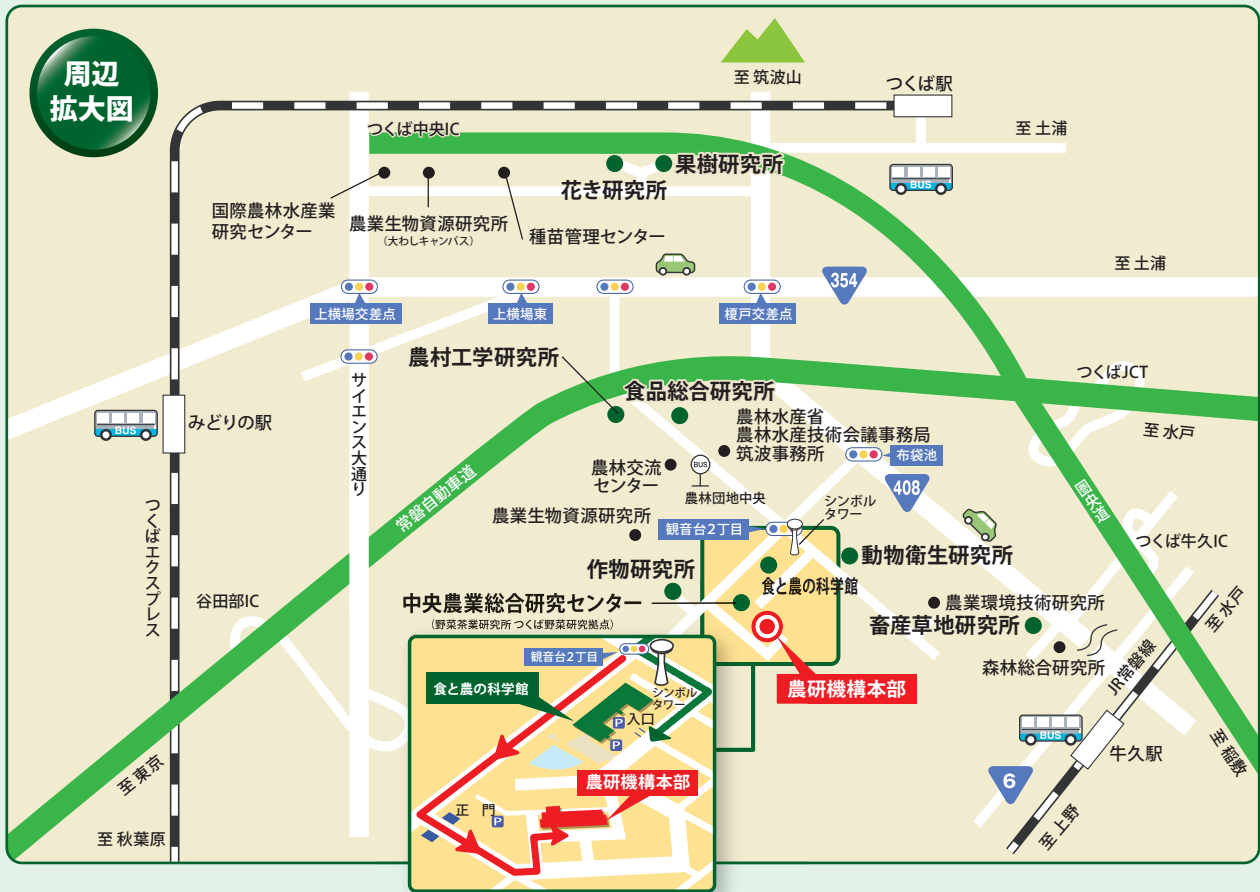 周辺
拡大図
至 筑波山
つくば駅
つくば中央IC
至 土浦
果樹研究所
花き研究所
BUS
国際農林水産業
研究センター
農業生物資源研究所
(大わしキャンパス)
種苗管理センター
至 土浦
354
上横場交差点
上横場東
榎戸交差点
農村工学研究所
つくばJCT
サイエンス大通り
食品総合研究所
BUS
みどりの駅
農林水産省
農林水産技術会議事務局
筑波事務所
至 水戸
布袋池
農林交流
センター
BUS
農林団地中央
408
圏央道
常磐自動車道
シンボル
タワー
農業生物資源研究所
観音台2丁目
つくばエクスプレス
つくば牛久IC
動物衛生研究所
作物研究所
食と農の科学館
谷田部IC
中央農業総合研究センター
(野菜茶業研究所 つくば野菜研究拠点)
農業環境技術研究所
畜産草地研究所
至 水戸
森林総合研究所
JR常磐線
農研機構本部
観音台2丁目
食と農の科学館
シンボル
タワー
入口
P
P
BUS
牛久駅
至 稲敷
至 東京
農研機構本部
6
正 門
P
至 秋葉原
至 上野